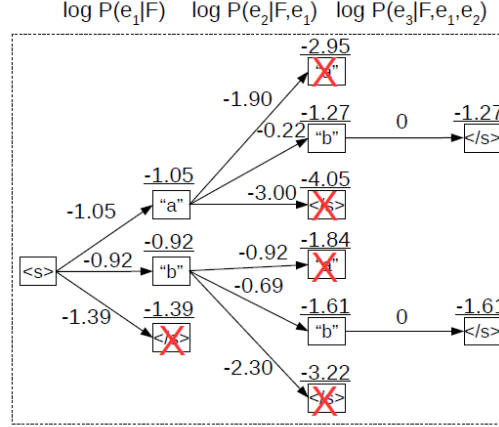 log P(e1|F) log P(e2|F,e1) log P(e3|F,e1,e2)
-2.95
"a"
-1.90
-1.27
-1.27
-0.22
"b"
0
</s>
-1.05
-4.05
"a"
-3.00
</s>
-1.05
-0.92
-0.92
-1.84
<s>
-0.92
"b"
"a"
-0.69
-1.39
-1.39
-1.61
-1.61
</s>
"b"
0
</s>
-2.30
-3.22
</s>